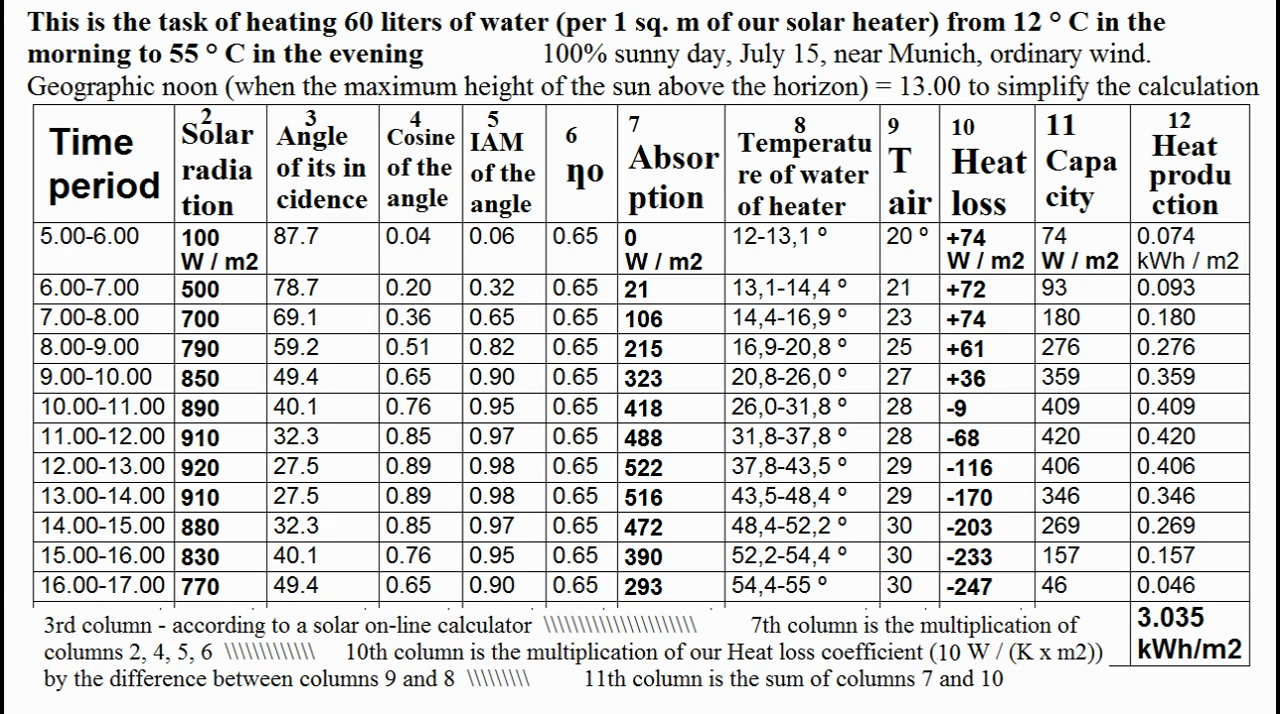 This is the task of heating 60 liters of water (per 1 sq. m of our solar heater) from 12 ° C in the
morning to 55 ° C in the evening 100% sunny day, July 15, near Munich, ordinary wind.
Geographic noon (when the maximum height of the sun above the horizon) = 13.00 to simplify the calculation
Time period 2 Solar radia tion 3 Angle of its in cidence 4 Cosine of the angle 5 IAM of the angle 6 ηo 7 Absor ption 8 Temperatu re of water of heater 9 T air 10 Heat loss 11 Capa city 12 Heat produ ction
5.00-6.00 100 W / m2 87.7 0.04 0.06 0.65 0 W / m2 12-13,1 º 20 º +74 W / m2 74 W / m2 0.074 kWh / m2
6.00-7.00 500 78.7 0.20 0.32 0.65 21 13,1-14,4 º 21 +72 93 0.093
7.00-8.00 700 69.1 0.36 0.65 0.65 106 14,4-16,9 º 23 +74 180 0.180
8.00-9.00 790 59.2 0.51 0.82 0.65 215 16,9-20,8 º 25 +61 276 0.276
9.00-10.00 850 49.4 0.65 0.90 0.65 323 20,8-26,0 º 27 +36 359 0.359
10.00-11.00 890 40.1 0.76 0.95 0.65 418 26,0-31,8 º 28 -9 409 0.409
11.00-12.00 910 32.3 0.85 0.97 0.65 488 31,8-37,8 º 28 -68 420 0.420
12.00-13.00 920 27.5 0.89 0.98 0.65 522 37,8-43,5 º 29 -116 406 0.406
13.00-14.00 910 27.5 0.89 0.98 0.65 516 43,5-48,4 º 29 -170 346 0.346
14.00-15.00 880 32.3 0.85 0.97 0.65 472 48,4-52,2 º 30 -203 269 0.269
15.00-16.00 830 40.1 0.76 0.95 0.65 390 52,2-54,4 º 30 -233 157 0.157
16.00-17.00 770 49.4 0.65 0.90 0.65 293 54,4-55 º 30 -247 46 0.046
3.035 kWh/m2
3rd column - according to a solar on-line calculator \\\\\\\\\\\\\\\\\\\\\\ 7th column is the multiplication of
columns 2, 4, 5, 6 \\\\\\\\\\\\\ 10th column is the multiplication of our Heat loss coefficient (10 W / (K x m2))
by the difference between columns 9 and 8 \\\\\\\\\ 11th column is the sum of columns 7 and 10